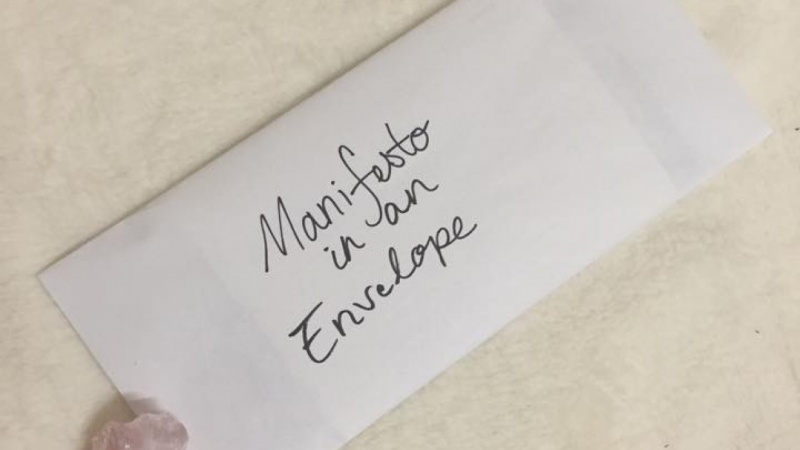 Manifesto
in an
Envelope